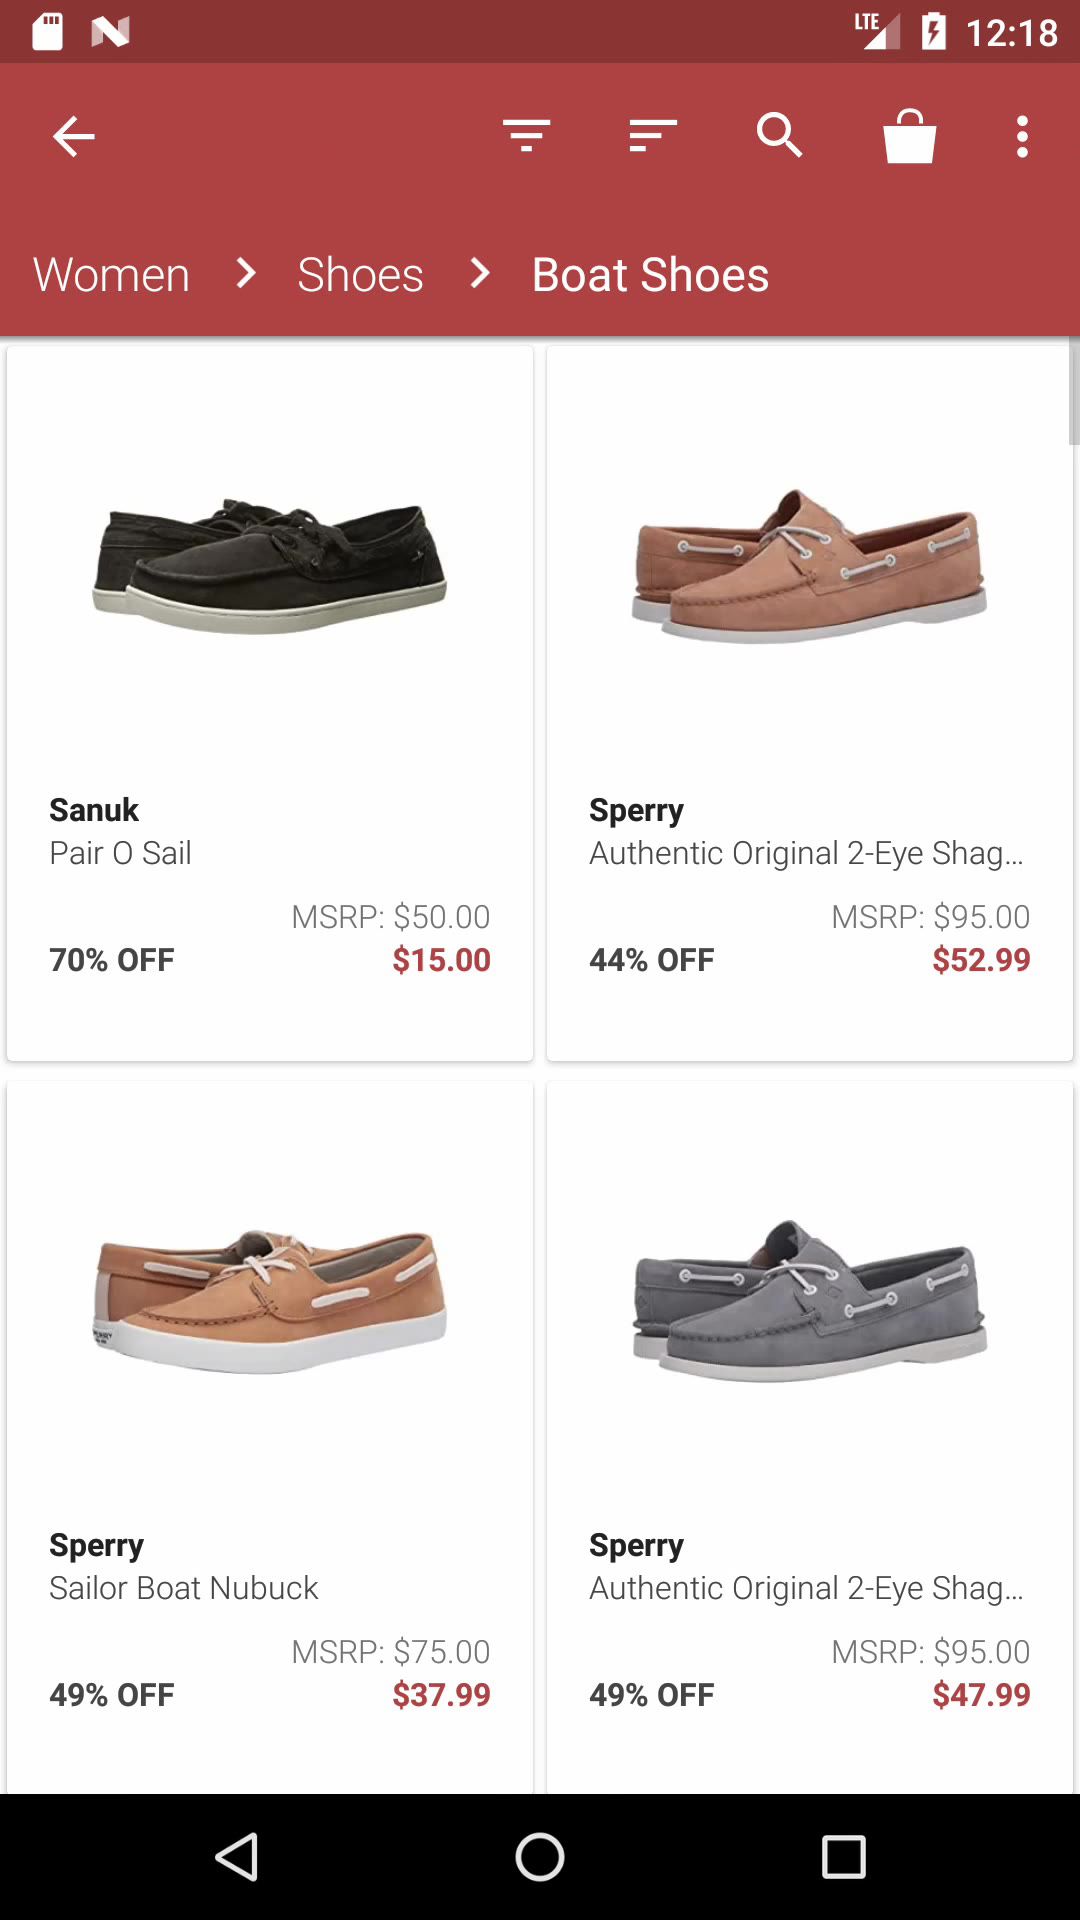 LTE 12:18
Women Shoes Boat Shoes
Sanuk
Pair O Sail
MSRP: $50.00
70% OFF $15.00
Sperry
Authentic Original 2-Eye Shag...
MSRP: $95.00
44% OFF $52.99
Sperry
Sailor Boat Nubuck
MSRP: $75.00
49% OFF $37.99
Sperry
Authentic Original 2-Eye Shag...
MSRP: $95.00
49% OFF $47.99